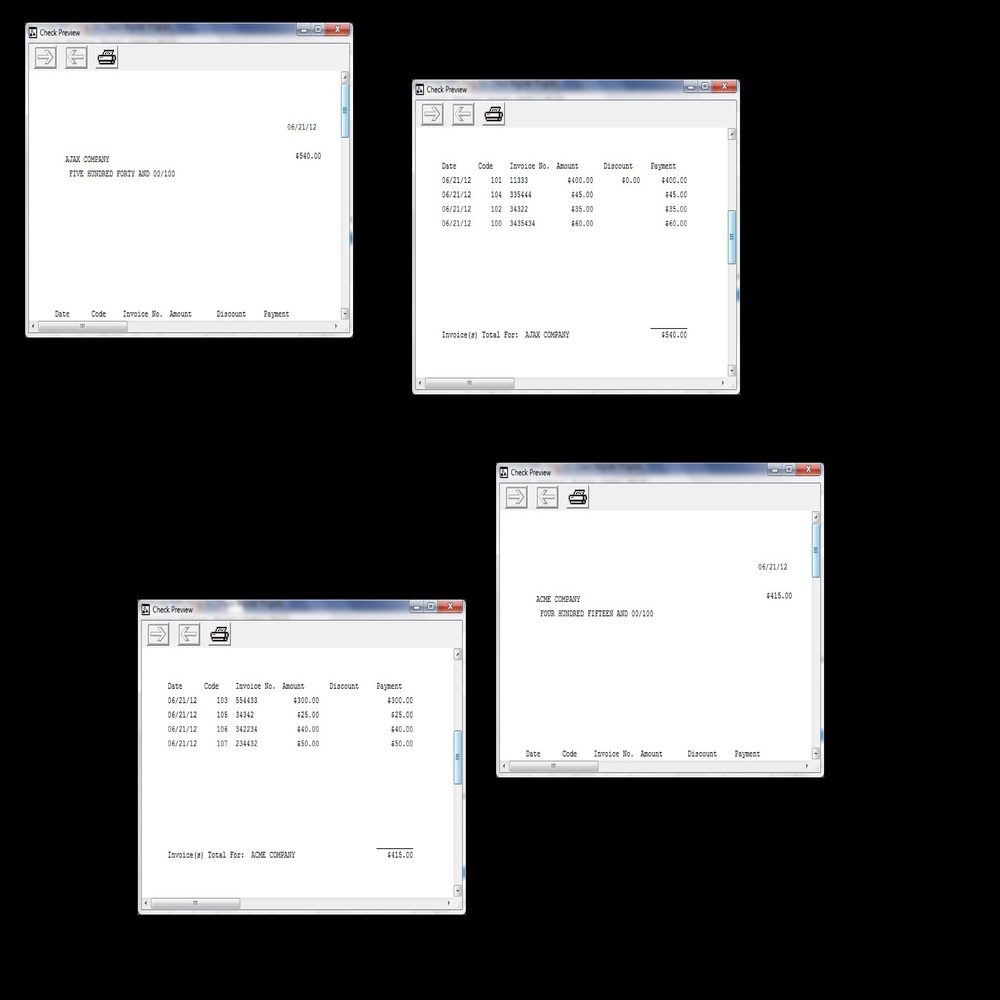 Check Preview
06/21/12
AJAX COMPANY $540.00
FIVE HUNDRED FORTY AND 00/100
Date Code Invoice No. Amount Discount Payment
Check Preview
Date Code Invoice No. Amount Discount Payment
06/21/12 101 11333 $400.00 $0.00 $400.00
06/21/12 104 335444 $45.00 $45.00
06/21/12 102 34322 $35.00 $35.00
06/21/12 100 3435434 $60.00 $60.00
Invoice(s) Total For: AJAX COMPANY $540.00
Check Preview
06/21/12
ACME COMPANY $415.00
FOUR HUNDRED FIFTEEN AND 00/100
Date Code Invoice No. Amount Discount Payment
Check Preview
Date Code Invoice No. Amount Discount Payment
06/21/12 103 554433 $300.00 $300.00
06/21/12 105 34342 $25.00 $25.00
06/21/12 106 342234 $40.00 $40.00
06/21/12 107 234432 $50.00 $50.00
Invoice(s) Total For: ACME COMPANY $415.00